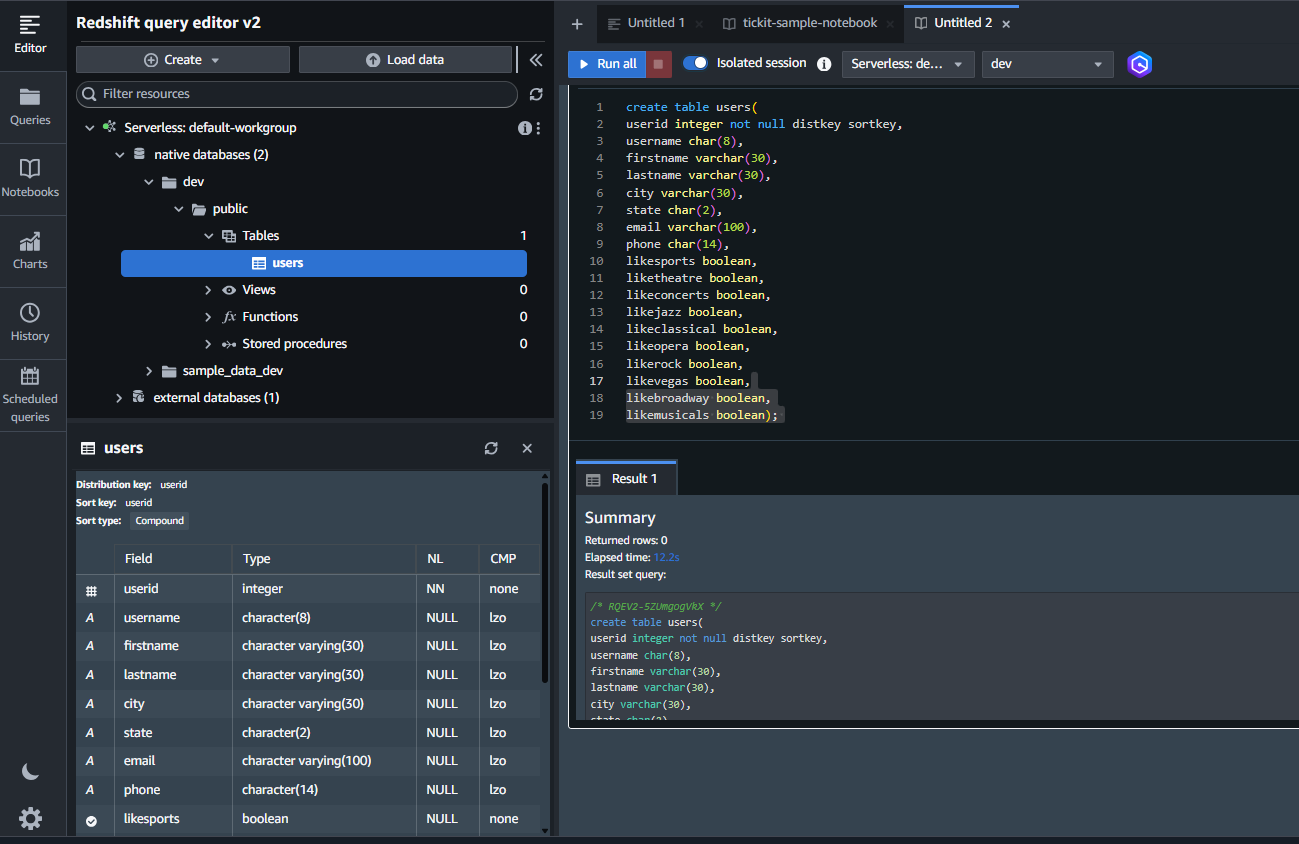 Editor
Queries
Notebooks
Charts
History
Scheduled
queries
Redshift query editor v2
Create
Load data
Filter resources
Serverless: default-workgroup
native databases (2)
dev
public
Tables 1
users
Views 0
fx Functions 0
Stored procedures 0
sample_data_dev
external databases (1)
users
Distribution key: userid
Sort key: userid
Sort type: Compound
Field Type NL CMP
userid integer NN none
A username character(8) NULL lzo
A firstname character varying(30) NULL lzo
A lastname character varying(30) NULL lzo
A city character varying(30) NULL lzo
A state character(2) NULL lzo
A email character varying(100) NULL lzo
A phone character(14) NULL lzo
likesports boolean NULL none
+ Untitled 1 × tickit-sample-notebook × Untitled 2 ×
Run all Isolated session Serverless: de... dev
1 create table users(
2 userid integer not null distkey sortkey,
3 username char(8),
4 firstname varchar(30),
5 lastname varchar(30),
6 city varchar(30),
7 state char(2),
8 email varchar(100),
9 phone char(14),
10 likesports boolean,
11 liketheatre boolean,
12 likeconcerts boolean,
13 likejazz boolean,
14 likeclassical boolean,
15 likeopera boolean,
16 likerock boolean,
17 likevegas boolean,
18 likebroadway boolean,
19 likemusicals boolean);
Result 1
Summary
Returned rows: 0
Elapsed time: 12.2s
Result set query:
/* RQEV2-5ZUmgogVkX */
create table users(
userid integer not null distkey sortkey,
username char(8),
firstname varchar(30),
lastname varchar(30),
city varchar(30),
state char(2)